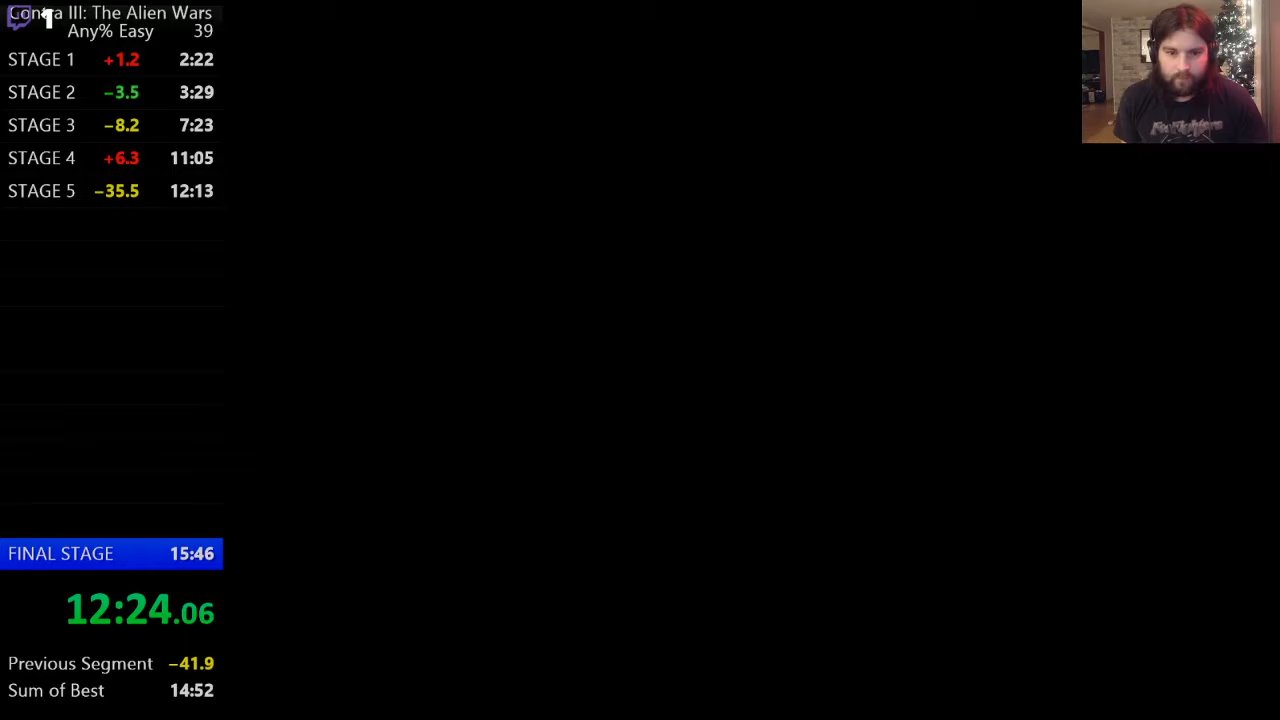 Contra III: The Alien Wars
1
Any% Easy 39
STAGE 1 +1.2 2:22
STAGE 2 −3.5 3:29
STAGE 3 −8.2 7:23
STAGE 4 +6.3 11:05
STAGE 5 −35.5 12:13
FINAL STAGE 15:46
12:24.06
Previous Segment −41.9
Sum of Best 14:52